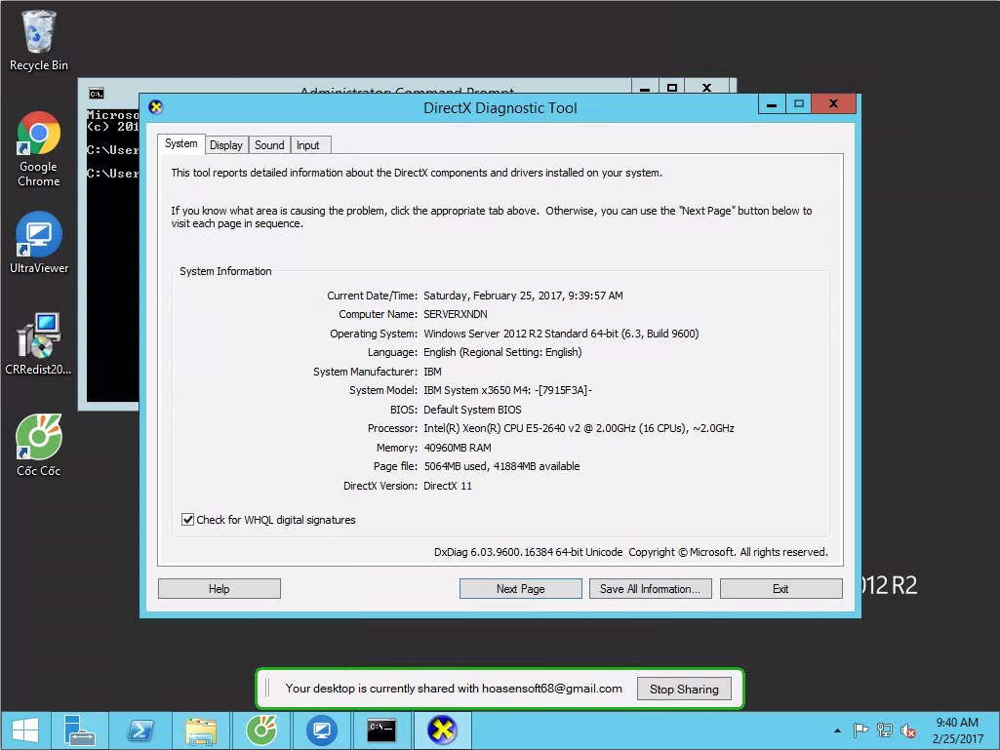 Recycle Bin
Google
Chrome
UltraViewer
CRRedist20...
Cốc Cốc
Administrator: Command Prompt
Microso
(c) 201
C:\User
C:\User
DirectX Diagnostic Tool
System
Display
Sound
Input
This tool reports detailed information about the DirectX components and drivers installed on your system.
If you know what area is causing the problem, click the appropriate tab above. Otherwise, you can use the "Next Page" button below to
visit each page in sequence.
System Information
Current Date/Time: Saturday, February 25, 2017, 9:39:57 AM
Computer Name: SERVERXNDN
Operating System: Windows Server 2012 R2 Standard 64-bit (6.3, Build 9600)
Language: English (Regional Setting: English)
System Manufacturer: IBM
System Model: IBM System x3650 M4: -[7915F3A]-
BIOS: Default System BIOS
Processor: Intel(R) Xeon(R) CPU E5-2640 v2 @ 2.00GHz (16 CPUs), ~2.0GHz
Memory: 40960MB RAM
Page file: 5064MB used, 41884MB available
DirectX Version: DirectX 11
Check for WHQL digital signatures
DxDiag 6.03.9600.16384 64-bit Unicode Copyright © Microsoft. All rights reserved.
Help
Next Page
Save All Information...
Exit
012 R2
Your desktop is currently shared with hoasensoft68@gmail.com
Stop Sharing
9:40 AM
2/25/2017